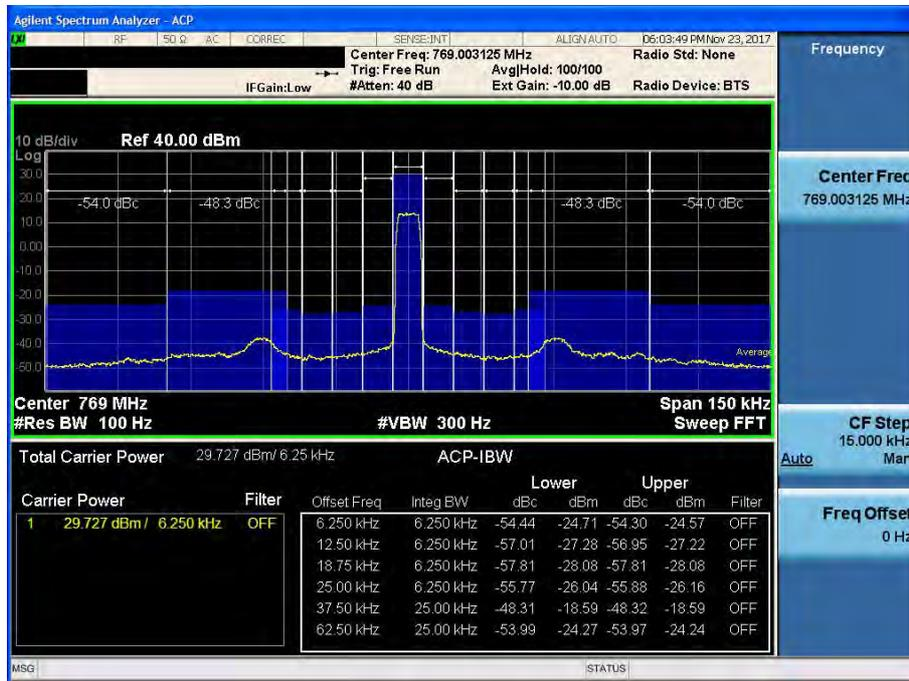 Agilent Spectrum Analyzer - ACP
LXI RF 50 Ω AC CORREC SENSE:INT ALIGN AUTO 06:03:49 PM Nov 23, 2017
Center Freq: 769.003125 MHz Radio Std: None
Trig: Free Run Avg|Hold: 100/100
IFGain:Low #Atten: 40 dB Ext Gain: -10.00 dB Radio Device: BTS
10 dB/div Ref 40.00 dBm
Log
30.0
20.0
-54.0 dBc -48.3 dBc -48.3 dBc -54.0 dBc
10.0
0.00
-10.0
-20.0
-30.0
-40.0
Average
-50.0
Center 769 MHz Span 150 kHz
#Res BW 100 Hz #VBW 300 Hz Sweep FFT
Total Carrier Power 29.727 dBm/ 6.25 kHz ACP-IBW
Lower Upper
Carrier Power Filter Offset Freq Integ BW dBc dBm dBc dBm Filter
1 29.727 dBm / 6.250 kHz OFF
6.250 kHz 6.250 kHz -54.44 -24.71 -54.30 -24.57 OFF
12.50 kHz 6.250 kHz -57.01 -27.28 -56.95 -27.22 OFF
18.75 kHz 6.250 kHz -57.81 -28.08 -57.81 -28.08 OFF
25.00 kHz 6.250 kHz -55.77 -26.04 -55.88 -26.16 OFF
37.50 kHz 25.00 kHz -48.31 -18.59 -48.32 -18.59 OFF
62.50 kHz 25.00 kHz -53.99 -24.27 -53.97 -24.24 OFF
MSG STATUS
Frequency
Center Freq
769.003125 MHz
CF Step
15.000 kHz
Auto Man
Freq Offset
0 Hz